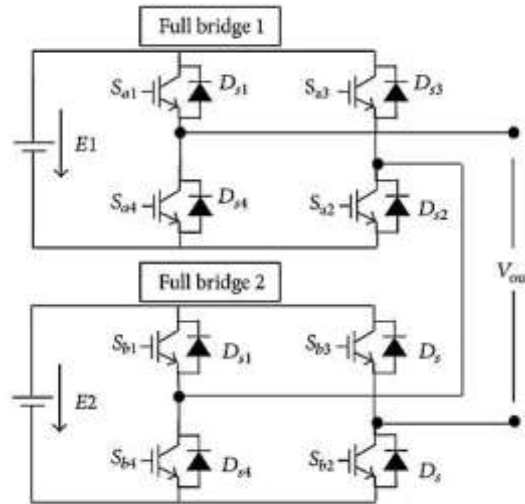 Full bridge 1
Sa1 Ds1 Sa3 Ds3
E1
Sa4 Ds4 Sa2 Ds2
Vou
Full bridge 2
Sb1 Ds1 Sb3 Ds
E2
Sb4 Ds4 Sb2 Ds